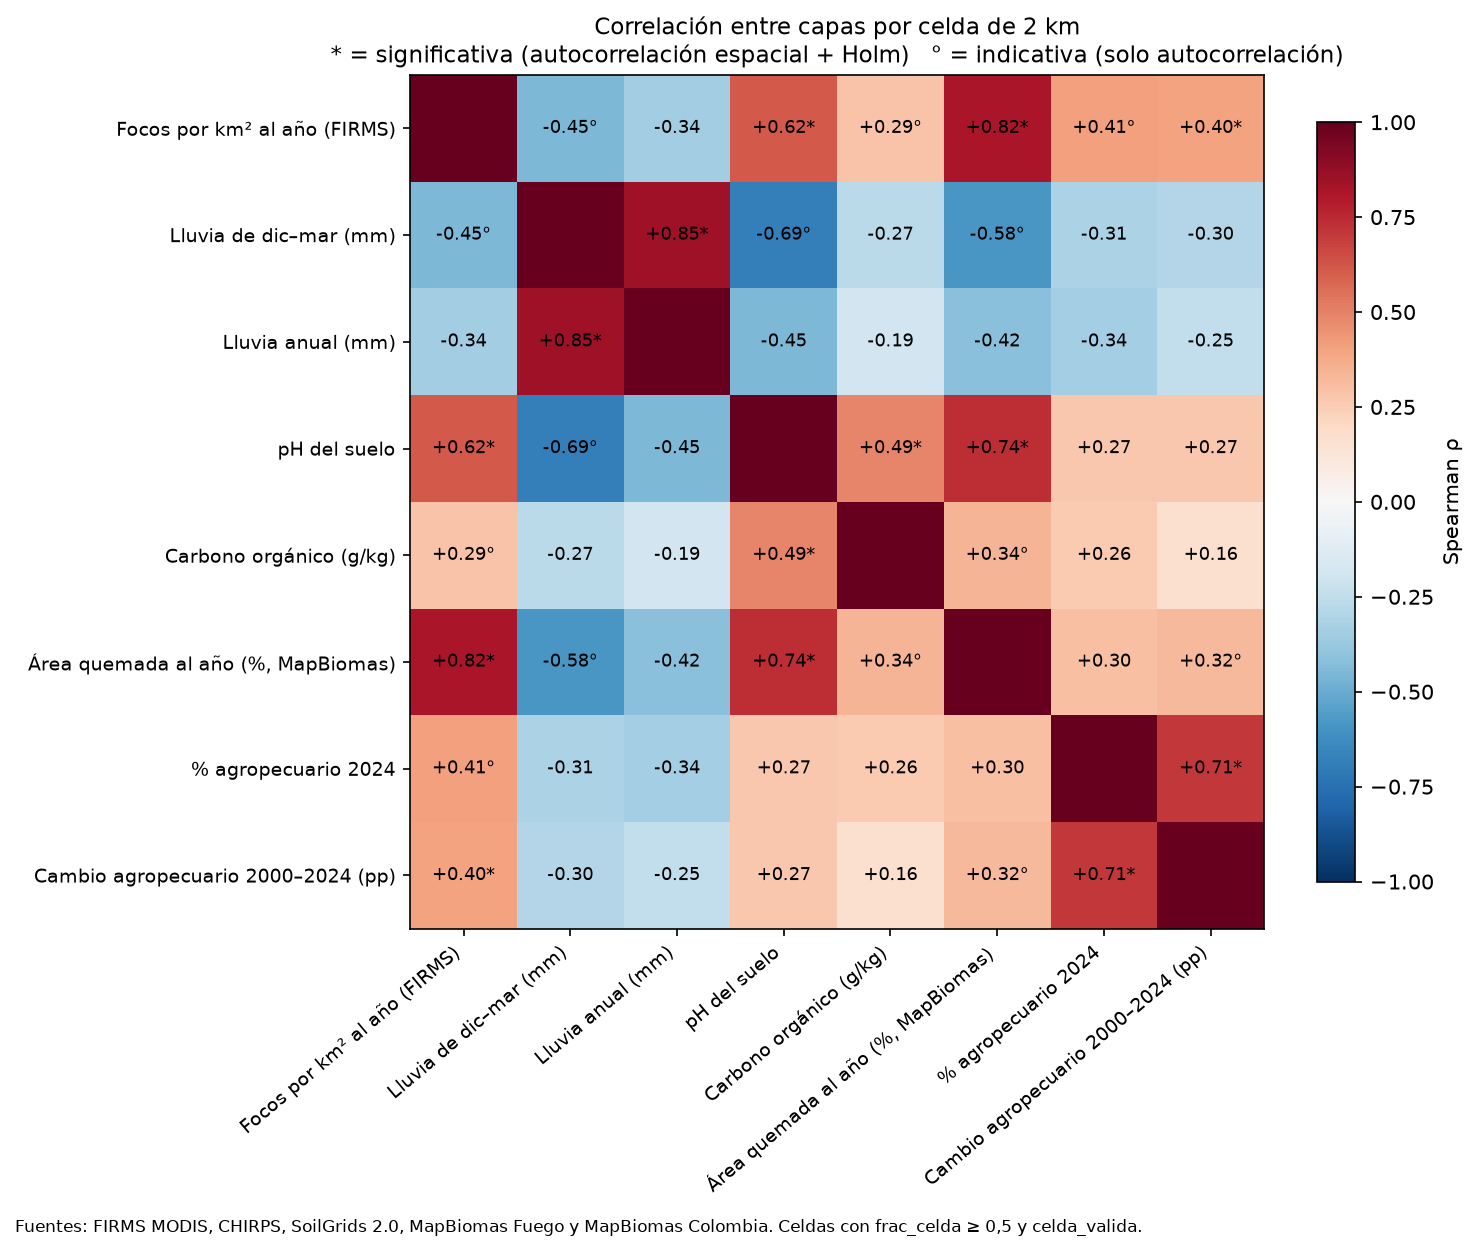 Correlación entre capas por celda de 2 km
* = significativa (autocorrelación espacial + Holm)   ° = indicativa (solo autocorrelación)
Focos por km² al año (FIRMS) -0.45° -0.34 +0.62* +0.29° +0.82* +0.41° +0.40*
Lluvia de dic–mar (mm) -0.45° +0.85* -0.69° -0.27 -0.58° -0.31 -0.30
Lluvia anual (mm) -0.34 +0.85* -0.45 -0.19 -0.42 -0.34 -0.25
pH del suelo +0.62* -0.69° -0.45 +0.49* +0.74* +0.27 +0.27
Carbono orgánico (g/kg) +0.29° -0.27 -0.19 +0.49* +0.34° +0.26 +0.16
Área quemada al año (%, MapBiomas) +0.82* -0.58° -0.42 +0.74* +0.34° +0.30 +0.32°
% agropecuario 2024 +0.41° -0.31 -0.34 +0.27 +0.26 +0.30 +0.71*
Cambio agropecuario 2000–2024 (pp) +0.40* -0.30 -0.25 +0.27 +0.16 +0.32° +0.71*
Focos por km² al año (FIRMS)
Lluvia de dic–mar (mm)
Lluvia anual (mm)
pH del suelo
Carbono orgánico (g/kg)
Área quemada al año (%, MapBiomas)
% agropecuario 2024
Cambio agropecuario 2000–2024 (pp)
1.00
0.75
0.50
0.25
0.00
−0.25
−0.50
−0.75
−1.00
Spearman ρ
Fuentes: FIRMS MODIS, CHIRPS, SoilGrids 2.0, MapBiomas Fuego y MapBiomas Colombia. Celdas con frac_celda ≥ 0,5 y celda_valida.